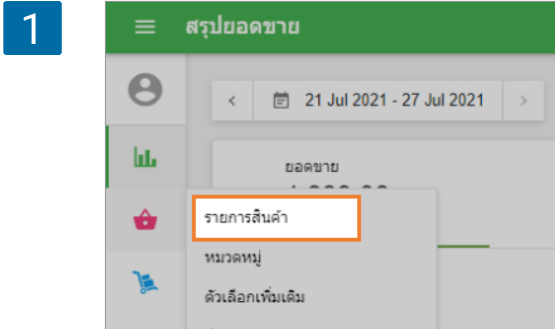 1
สรุปยอดขาย
21 Jul 2021 - 27 Jul 2021
ยอดขาย
รายการสินค้า
หมวดหมู่
ตัวเลือกเพิ่มเติม